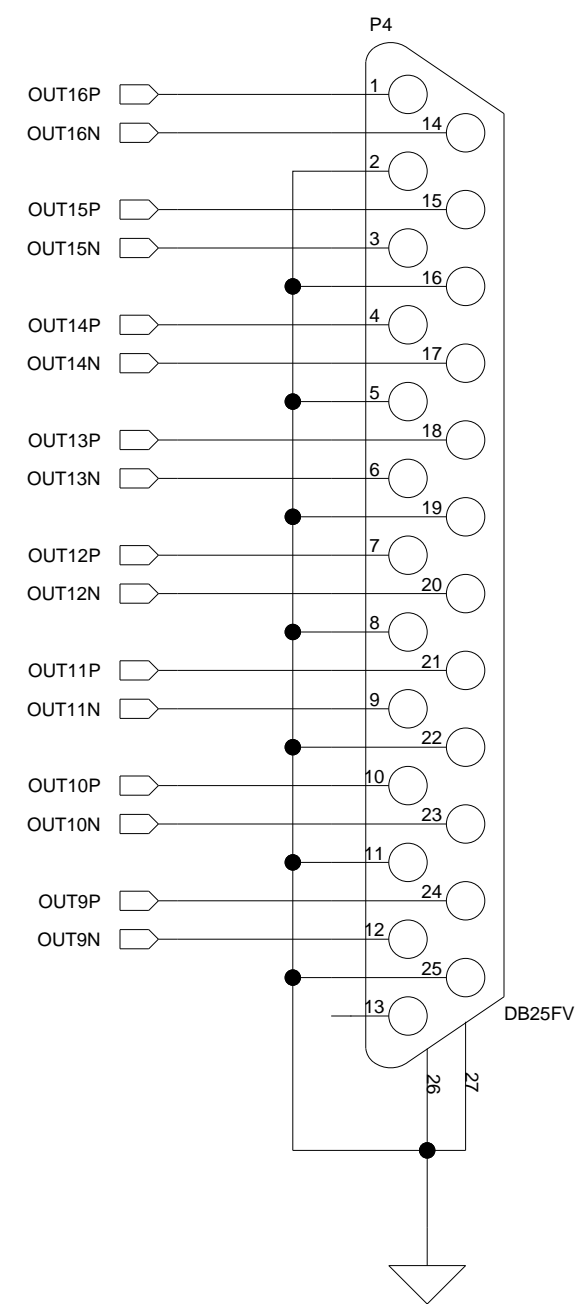 P4
OUT16P 1
OUT16N 14
2
OUT15P 15
OUT15N 3
16
OUT14P 4
OUT14N 17
5
OUT13P 18
OUT13N 6
19
OUT12P 7
OUT12N 20
8
OUT11P 21
OUT11N 9
22
OUT10P 10
OUT10N 23
11
OUT9P 24
OUT9N 12
25
13
DB25FV
26 27